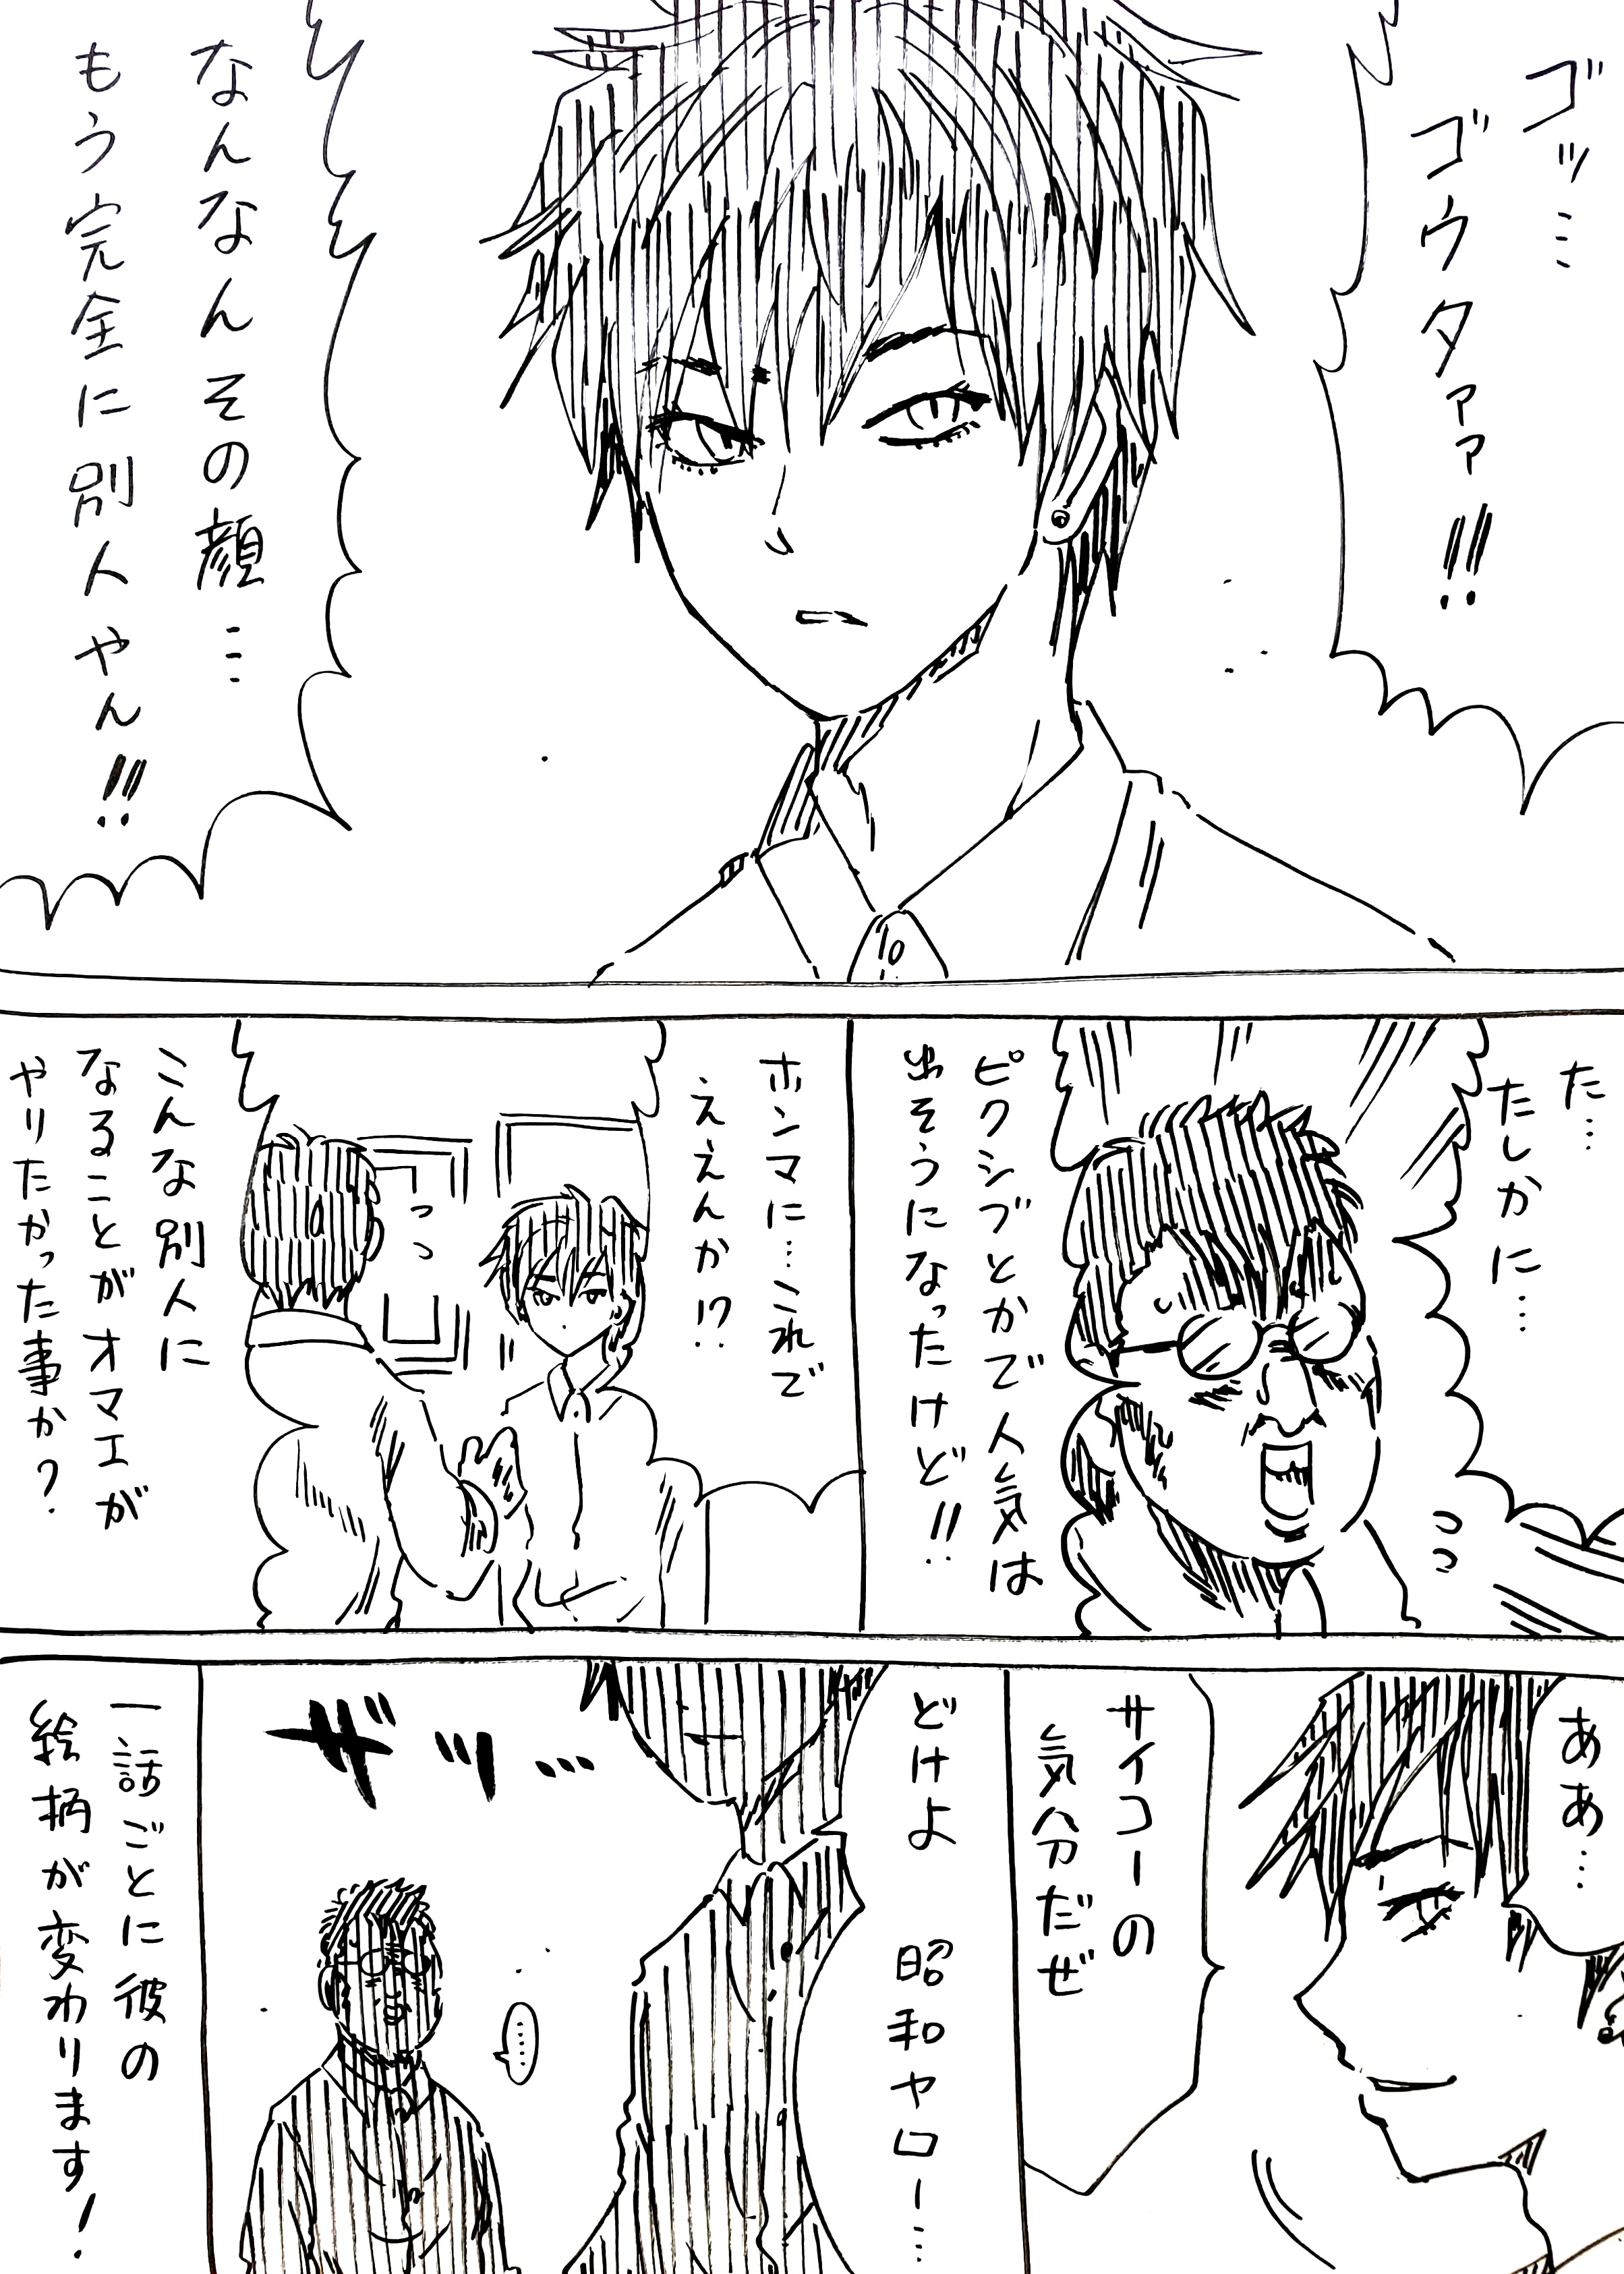 ゴッ…
ゴウタァァ!!
なんなんその顔…
もう完全に別人やん!!
た…
たしかに…
ピクシブとかで人気は
出そうになったけど!!
ホンマに…これで
ええんか!?
こんな別人に
なることがオマエが
やりたかった事か?
ああ…
サイコーの
気分だぜ
どけよ 昭和ヤロー…
ザッ…
……
一話ごとに彼の
絵柄が変わります!